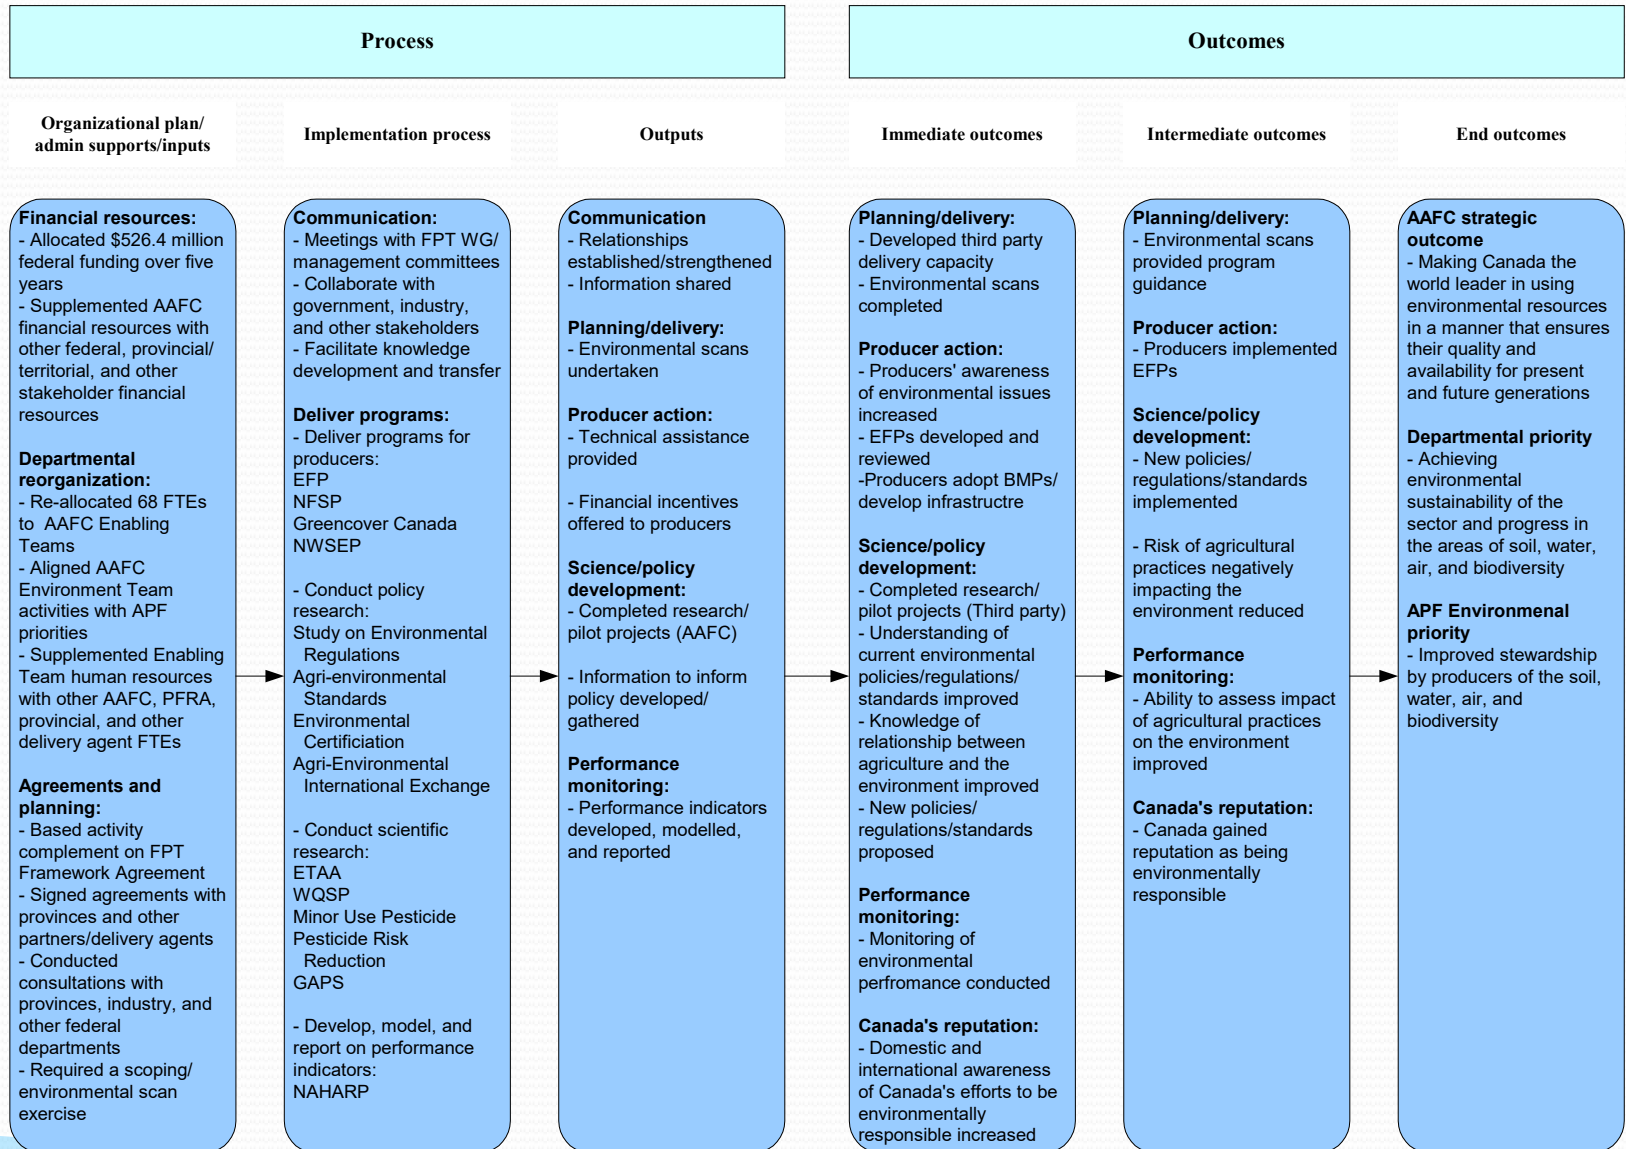 Process
Outcomes
Organizational plan/
admin supports/inputs
Implementation process
Outputs
Immediate outcomes
Intermediate outcomes
End outcomes
Financial resources:
- Allocated $526.4 million
federal funding over five
years
- Supplemented AAFC
financial resources with
other federal, provincial/
territorial, and other
stakeholder financial
resources
Departmental
reorganization:
- Re-allocated 68 FTEs
to AAFC Enabling
Teams
- Aligned AAFC
Environment Team
activities with APF
priorities
- Supplemented Enabling
Team human resources
with other AAFC, PFRA,
provincial, and other
delivery agent FTEs
Agreements and
planning:
- Based activity
complement on FPT
Framework Agreement
- Signed agreements with
provinces and other
partners/delivery agents
- Conducted
consultations with
provinces, industry, and
other federal
departments
- Required a scoping/
environmental scan
exercise
Communication:
- Meetings with FPT WG/
management committees
- Collaborate with
government, industry,
and other stakeholders
- Facilitate knowledge
development and transfer
Deliver programs:
- Deliver programs for
producers:
EFP
NFSP
Greencover Canada
NWSEP
- Conduct policy
research:
Study on Environmental
Regulations
Agri-environmental
Standards
Environmental
Certificiation
Agri-Environmental
International Exchange
- Conduct scientific
research:
ETAA
WQSP
Minor Use Pesticide
Pesticide Risk
Reduction
GAPS
- Develop, model, and
report on performance
indicators:
NAHARP
Communication
- Relationships
established/strengthened
- Information shared
Planning/delivery:
- Environmental scans
undertaken
Producer action:
- Technical assistance
provided
- Financial incentives
offered to producers
Science/policy
development:
- Completed research/
pilot projects (AAFC)
- Information to inform
policy developed/
gathered
Performance
monitoring:
- Performance indicators
developed, modelled,
and reported
Planning/delivery:
- Developed third party
delivery capacity
- Environmental scans
completed
Producer action:
- Producers' awareness
of environmental issues
increased
- EFPs developed and
reviewed
-Producers adopt BMPs/
develop infrastructre
Science/policy
development:
- Completed research/
pilot projects (Third party)
- Understanding of
current environmental
policies/regulations/
standards improved
- Knowledge of
relationship between
agriculture and the
environment improved
- New policies/
regulations/standards
proposed
Performance
monitoring:
- Monitoring of
environmental
perfromance conducted
Canada's reputation:
- Domestic and
international awareness
of Canada's efforts to be
environmentally
responsible increased
Planning/delivery:
- Environmental scans
provided program
guidance
Producer action:
- Producers implemented
EFPs
Science/policy
development:
- New policies/
regulations/standards
implemented
- Risk of agricultural
practices negatively
impacting the
environment reduced
Performance
monitoring:
- Ability to assess impact
of agricultural practices
on the environment
improved
Canada's reputation:
- Canada gained
reputation as being
environmentally
responsible
AAFC strategic
outcome
- Making Canada the
world leader in using
environmental resources
in a manner that ensures
their quality and
availability for present
and future generations
Departmental priority
- Achieving
environmental
sustainability of the
sector and progress in
the areas of soil, water,
air, and biodiversity
APF Environmenal
priority
- Improved stewardship
by producers of the soil,
water, air, and
biodiversity